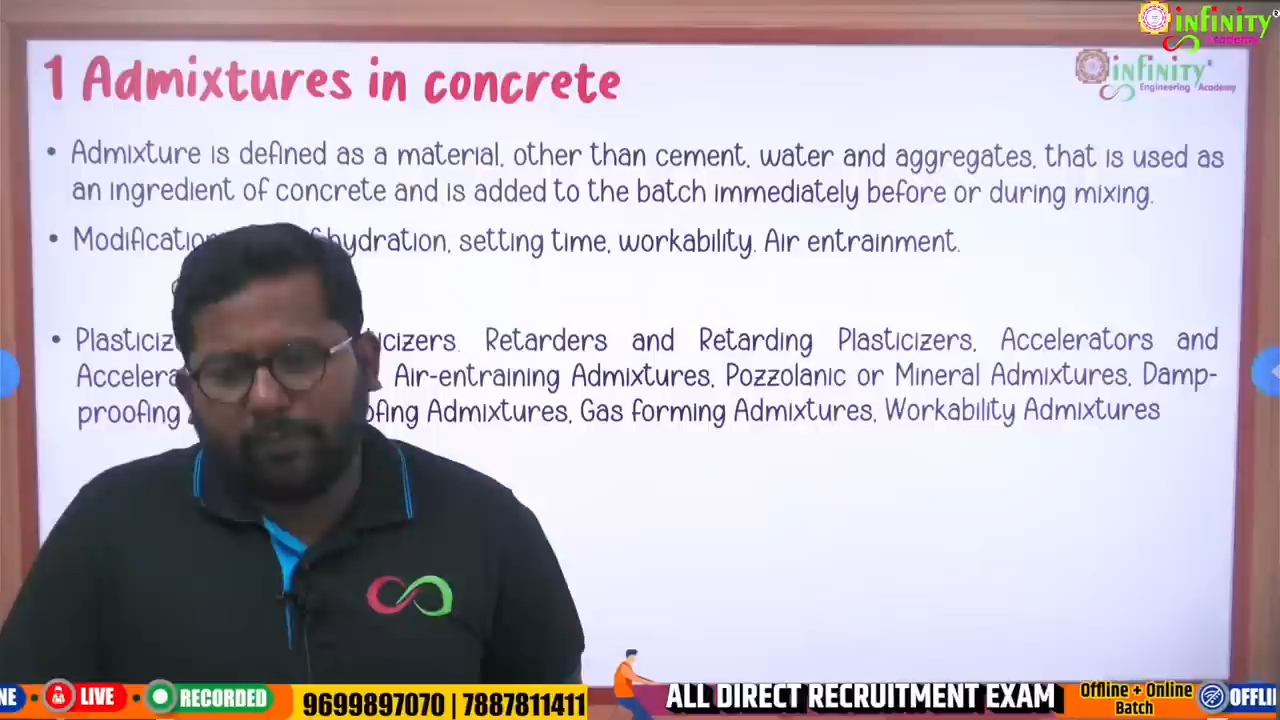 infinity
Academy
1 Admixtures in concrete
infinity
Engineering Academy
• Admixture is defined as a material, other than cement, water and aggregates, that is used as
an ingredient of concrete and is added to the batch immediately before or during mixing.
• hydration, setting time, workability. Air entrainment.
• Retarders and Retarding Plasticizers, Accelerators and
Air-entraining Admixtures, Pozzolanic or Mineral Admixtures, Damp-
proofing Admixtures, Gas forming Admixtures, Workability Admixtures
LIVE
RECORDED
9699897070 | 7887811411
ALL DIRECT RECRUITMENT EXAM
Offline + Online
Batch